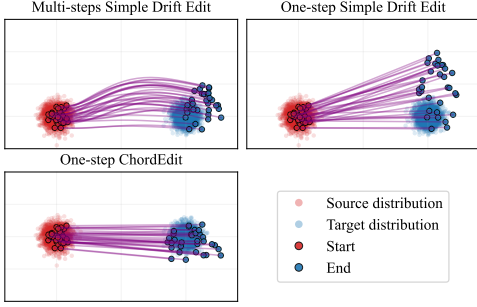 Multi-steps Simple Drift Edit
One-step Simple Drift Edit
One-step ChordEdit
Source distribution
Target distribution
Start
End